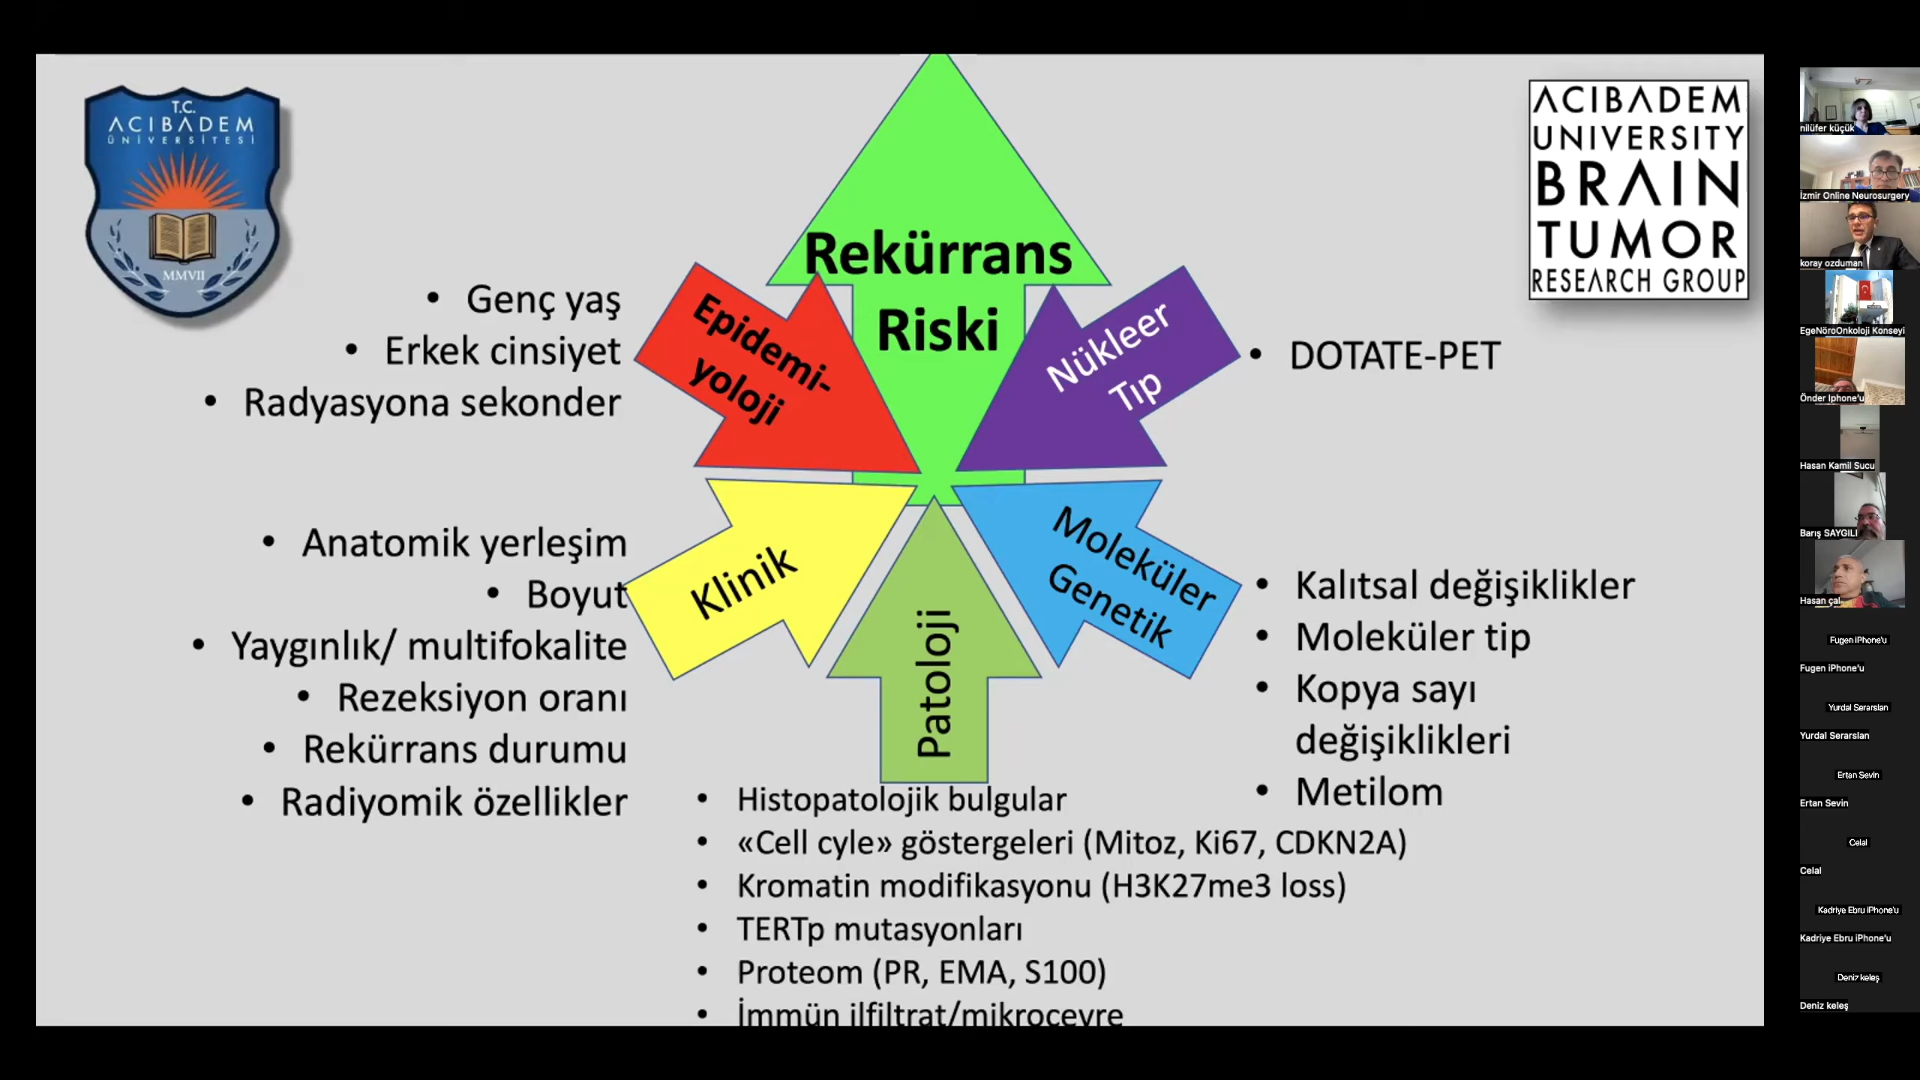 T.C.
ACIBADEM
ÜNİVERSİTESİ
MMVII
ACIBADEM
UNIVERSITY
BRAIN
TUMOR
RESEARCH GROUP
Rekürrans
Riski
Epidemi-
yoloji
• Genç yaş
• Erkek cinsiyet
• Radyasyona sekonder
Nükleer
Tıp
• DOTATE-PET
Klinik
• Anatomik yerleşim
• Boyut
• Yaygınlık/ multifokalite
• Rezeksiyon oranı
• Rekürrans durumu
• Radiyomik özellikler
Moleküler
Genetik
• Kalıtsal değişiklikler
• Moleküler tip
• Kopya sayı
değişiklikleri
• Metilom
Patoloji
• Histopatolojik bulgular
• «Cell cyle» göstergeleri (Mitoz, Ki67, CDKN2A)
• Kromatin modifikasyonu (H3K27me3 loss)
• TERTp mutasyonları
• Proteom (PR, EMA, S100)
• İmmün ilfiltrat/mikroçevre
nilüfer küçük
İzmir Online Neurosurgery
koray ozduman
EgeNöroOnkoloji Konseyi
Önder Iphone'u
Hasan Kamil Sucu
Barış SAYGILI
Hasan çal
Fugen iPhone'u
Fugen iPhone'u
Yurdal Serarslan
Yurdal Serarslan
Ertan Sevin
Ertan Sevin
Celal
Celal
Kadriye Ebru iPhone'u
Kadriye Ebru iPhone'u
Deniz keleş
Deniz keleş